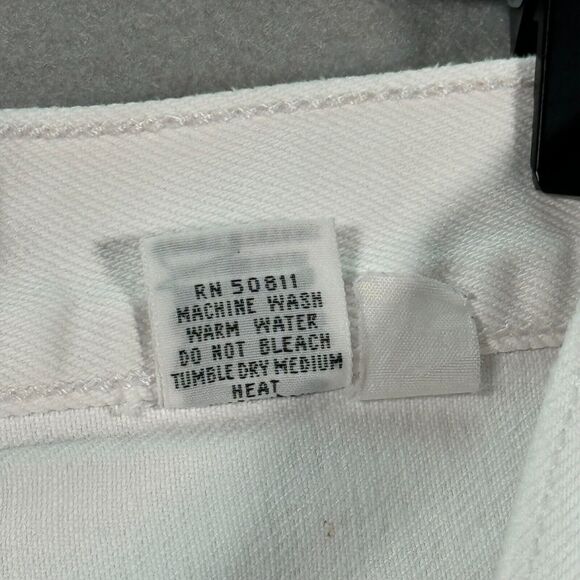 RN 50811
MACHINE WASH
WARM WATER
DO NOT BLEACH
TUMBLE DRY MEDIUM
HEAT